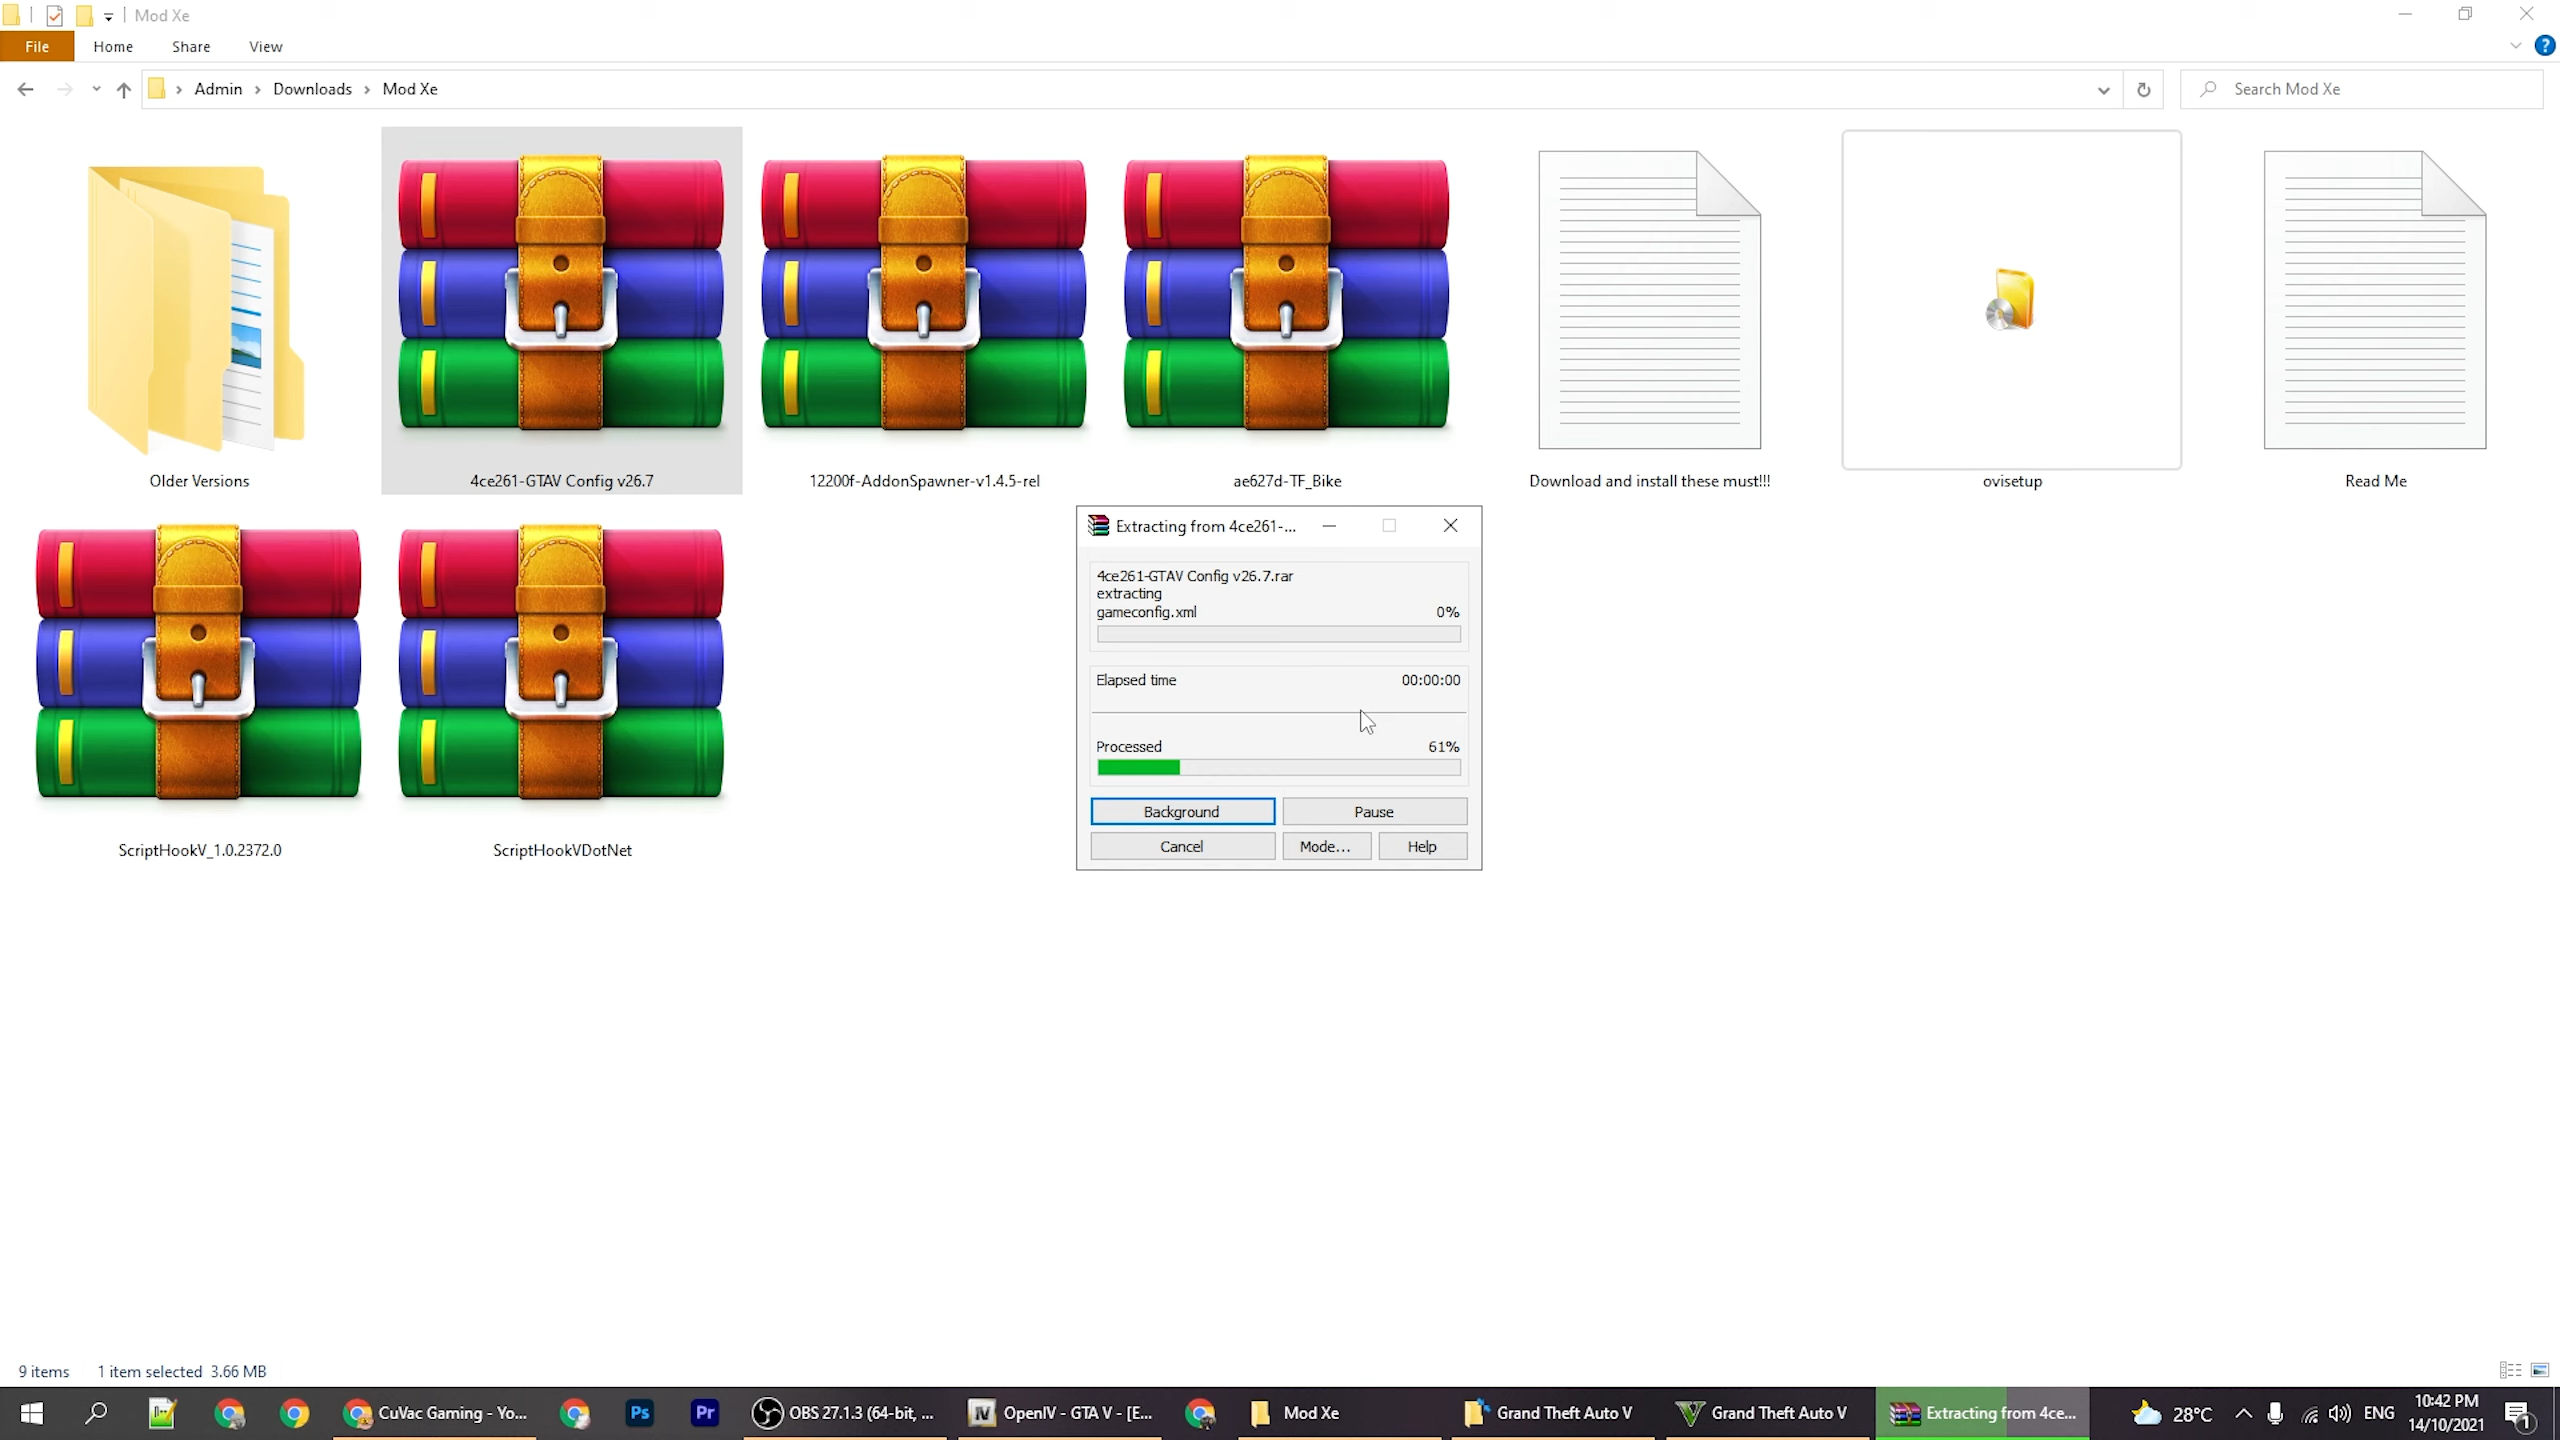 Mod Xe
File
Home
Share
View
Admin
Downloads
Mod Xe
Search Mod Xe
Older Versions
4ce261-GTAV Config v26.7
12200f-AddonSpawner-v1.4.5-rel
ae627d-TF_Bike
Download and install these must!!!
ovisetup
Read Me
ScriptHookV_1.0.2372.0
ScriptHookVDotNet
Extracting from 4ce261-...
4ce261-GTAV Config v26.7.rar
extracting
gameconfig.xml 0%
Elapsed time 00:00:00
Processed 61%
Background
Pause
Cancel
Mode...
Help
9 items 1 item selected 3.66 MB
CuVac Gaming - Yo...
Ps
Pr
OBS 27.1.3 (64-bit, ...
IV
OpenIV - GTA V - [E...
Mod Xe
Grand Theft Auto V
V
Grand Theft Auto V
Extracting from 4ce...
28°C
ENG
10:42 PM
14/10/2021
1